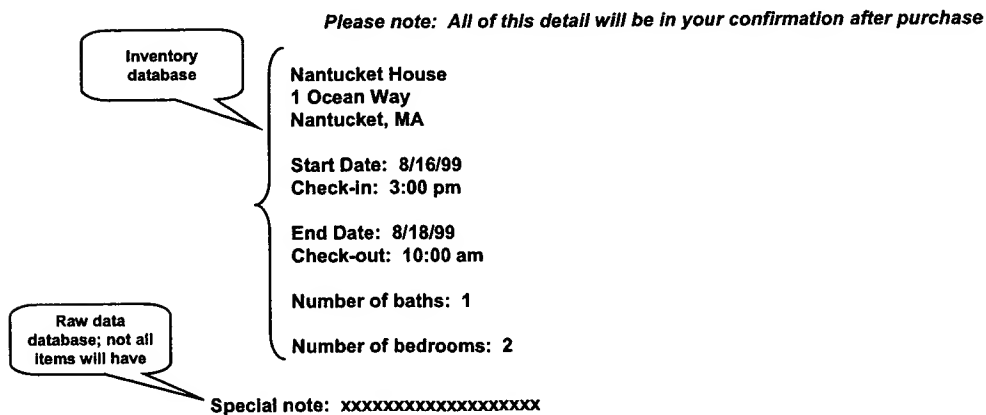 Please note: All of this detail will be in your confirmation after purchase
Inventory
database
Nantucket House
1 Ocean Way
Nantucket, MA
Start Date: 8/16/99
Check-in: 3:00 pm
End Date: 8/18/99
Check-out: 10:00 am
Number of baths: 1
Number of bedrooms: 2
Raw data
database; not all
items will have
Special note: xxxxxxxxxxxxxxxxxxx